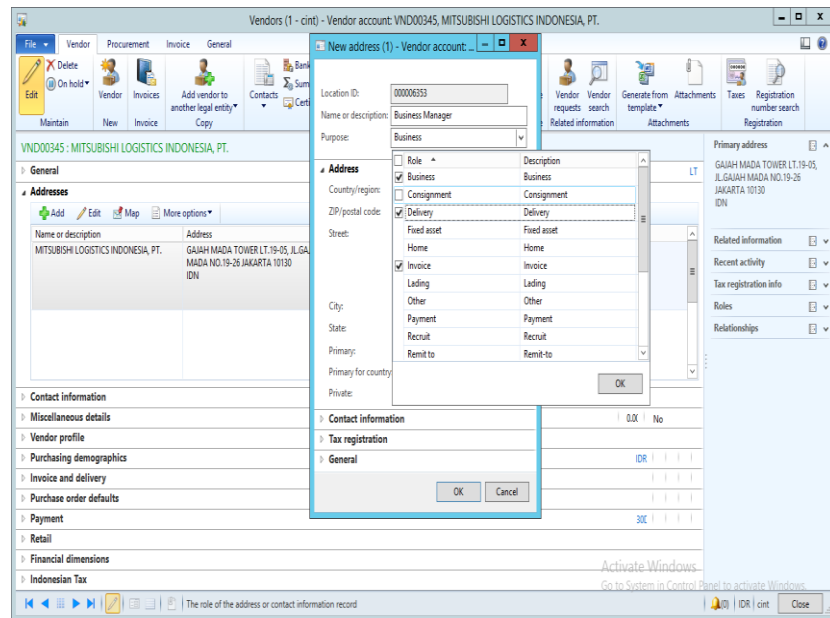 Vendors (1 - cint) - Vendor account: VND00345, MITSUBISHI LOGISTICS INDONESIA, PT.
File Vendor Procurement Invoice General
Edit
Delete
On hold
Maintain
Vendor
New
Invoices
Invoice
Add vendor to
another legal entity
Copy
Contacts
Bank
Sum
Certi
Vendor
requests
Vendor
search
Related information
Generate from
template
Attachments
Attachments
Taxes
Registration
number search
Registration
VND00345 : MITSUBISHI LOGISTICS INDONESIA, PT.
General
LT
Addresses
Add Edit Map More options
Name or description Address
MITSUBISHI LOGISTICS INDONESIA, PT. GAJAH MADA TOWER LT.19-05, JL.GA
MADA NO.19-26 JAKARTA 10130
IDN
Contact information
Miscellaneous details
0.0( No
Vendor profile
Purchasing demographics
IDR
Invoice and delivery
Purchase order defaults
Payment
30D
Retail
Financial dimensions
Indonesian Tax
New address (1) - Vendor account: ...
Location ID: 000006353
Name or description: Business Manager
Purpose: Business
Address
Country/region:
ZIP/postal code:
Street:
City:
State:
Primary:
Primary for country
Private:
Role Description
Business Business
Consignment Consignment
Delivery Delivery
Fixed asset Fixed asset
Home Home
Invoice Invoice
Lading Lading
Other Other
Payment Payment
Recruit Recruit
Remit to Remit-to
OK
Contact information
Tax registration
General
OK Cancel
Primary address
GAJAH MADA TOWER LT.19-05,
JL.GAJAH MADA NO.19-26
JAKARTA 10130
IDN
Related information
Recent activity
Tax registration info
Roles
Relationships
Activate Windows
Go to System in Control Panel to activate Windows.
The role of the address or contact information record
(0) IDR cint Close